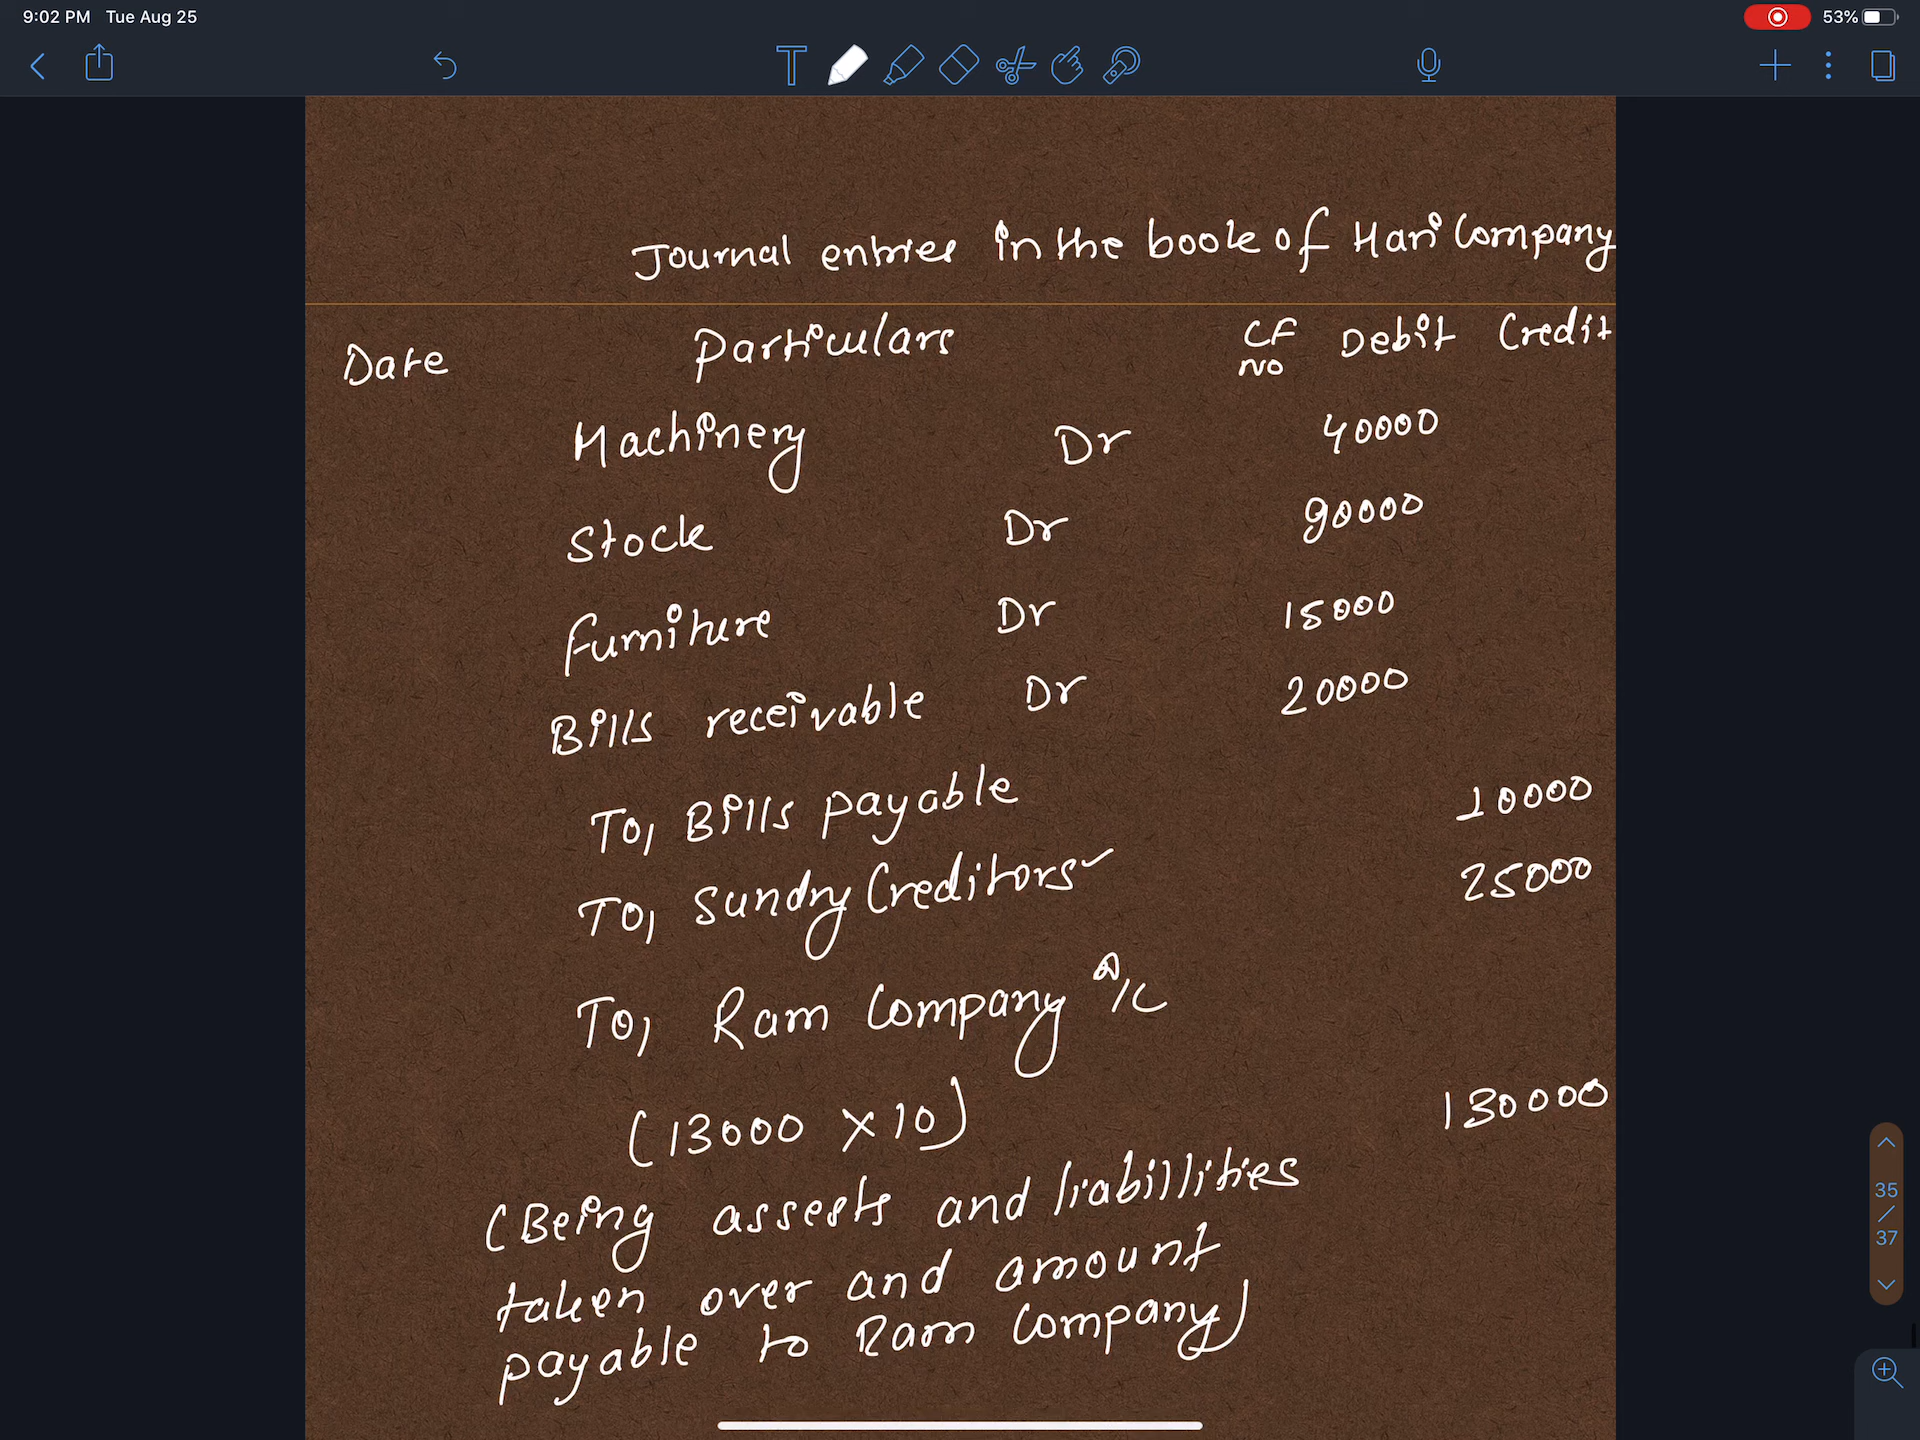 9:02 PM Tue Aug 25
53%
Journal entries in the book of Hari Company
Date Particulars CF NO Debit Credit
Machinery Dr 40000
Stock Dr 90000
Furniture Dr 15000
Bills receivable Dr 20000
To, Bills payable 10000
To, Sundry Creditors 25000
To, Ram Company A/C
(13000 × 10) 130000
(Being assests and liabillities
taken over and amount
payable to Ram Company)
35
/
37